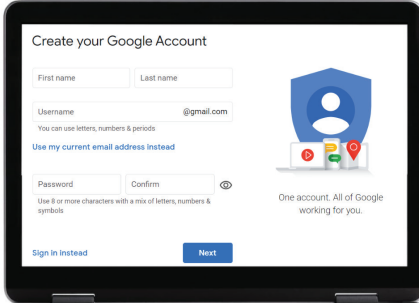 Create your Google Account
First name
Last name
Username
@gmail.com
You can use letters, numbers & periods
Use my current email address instead
Password
Confirm
Use 8 or more characters with a mix of letters, numbers &
symbols
One account. All of Google
working for you.
Sign in instead
Next